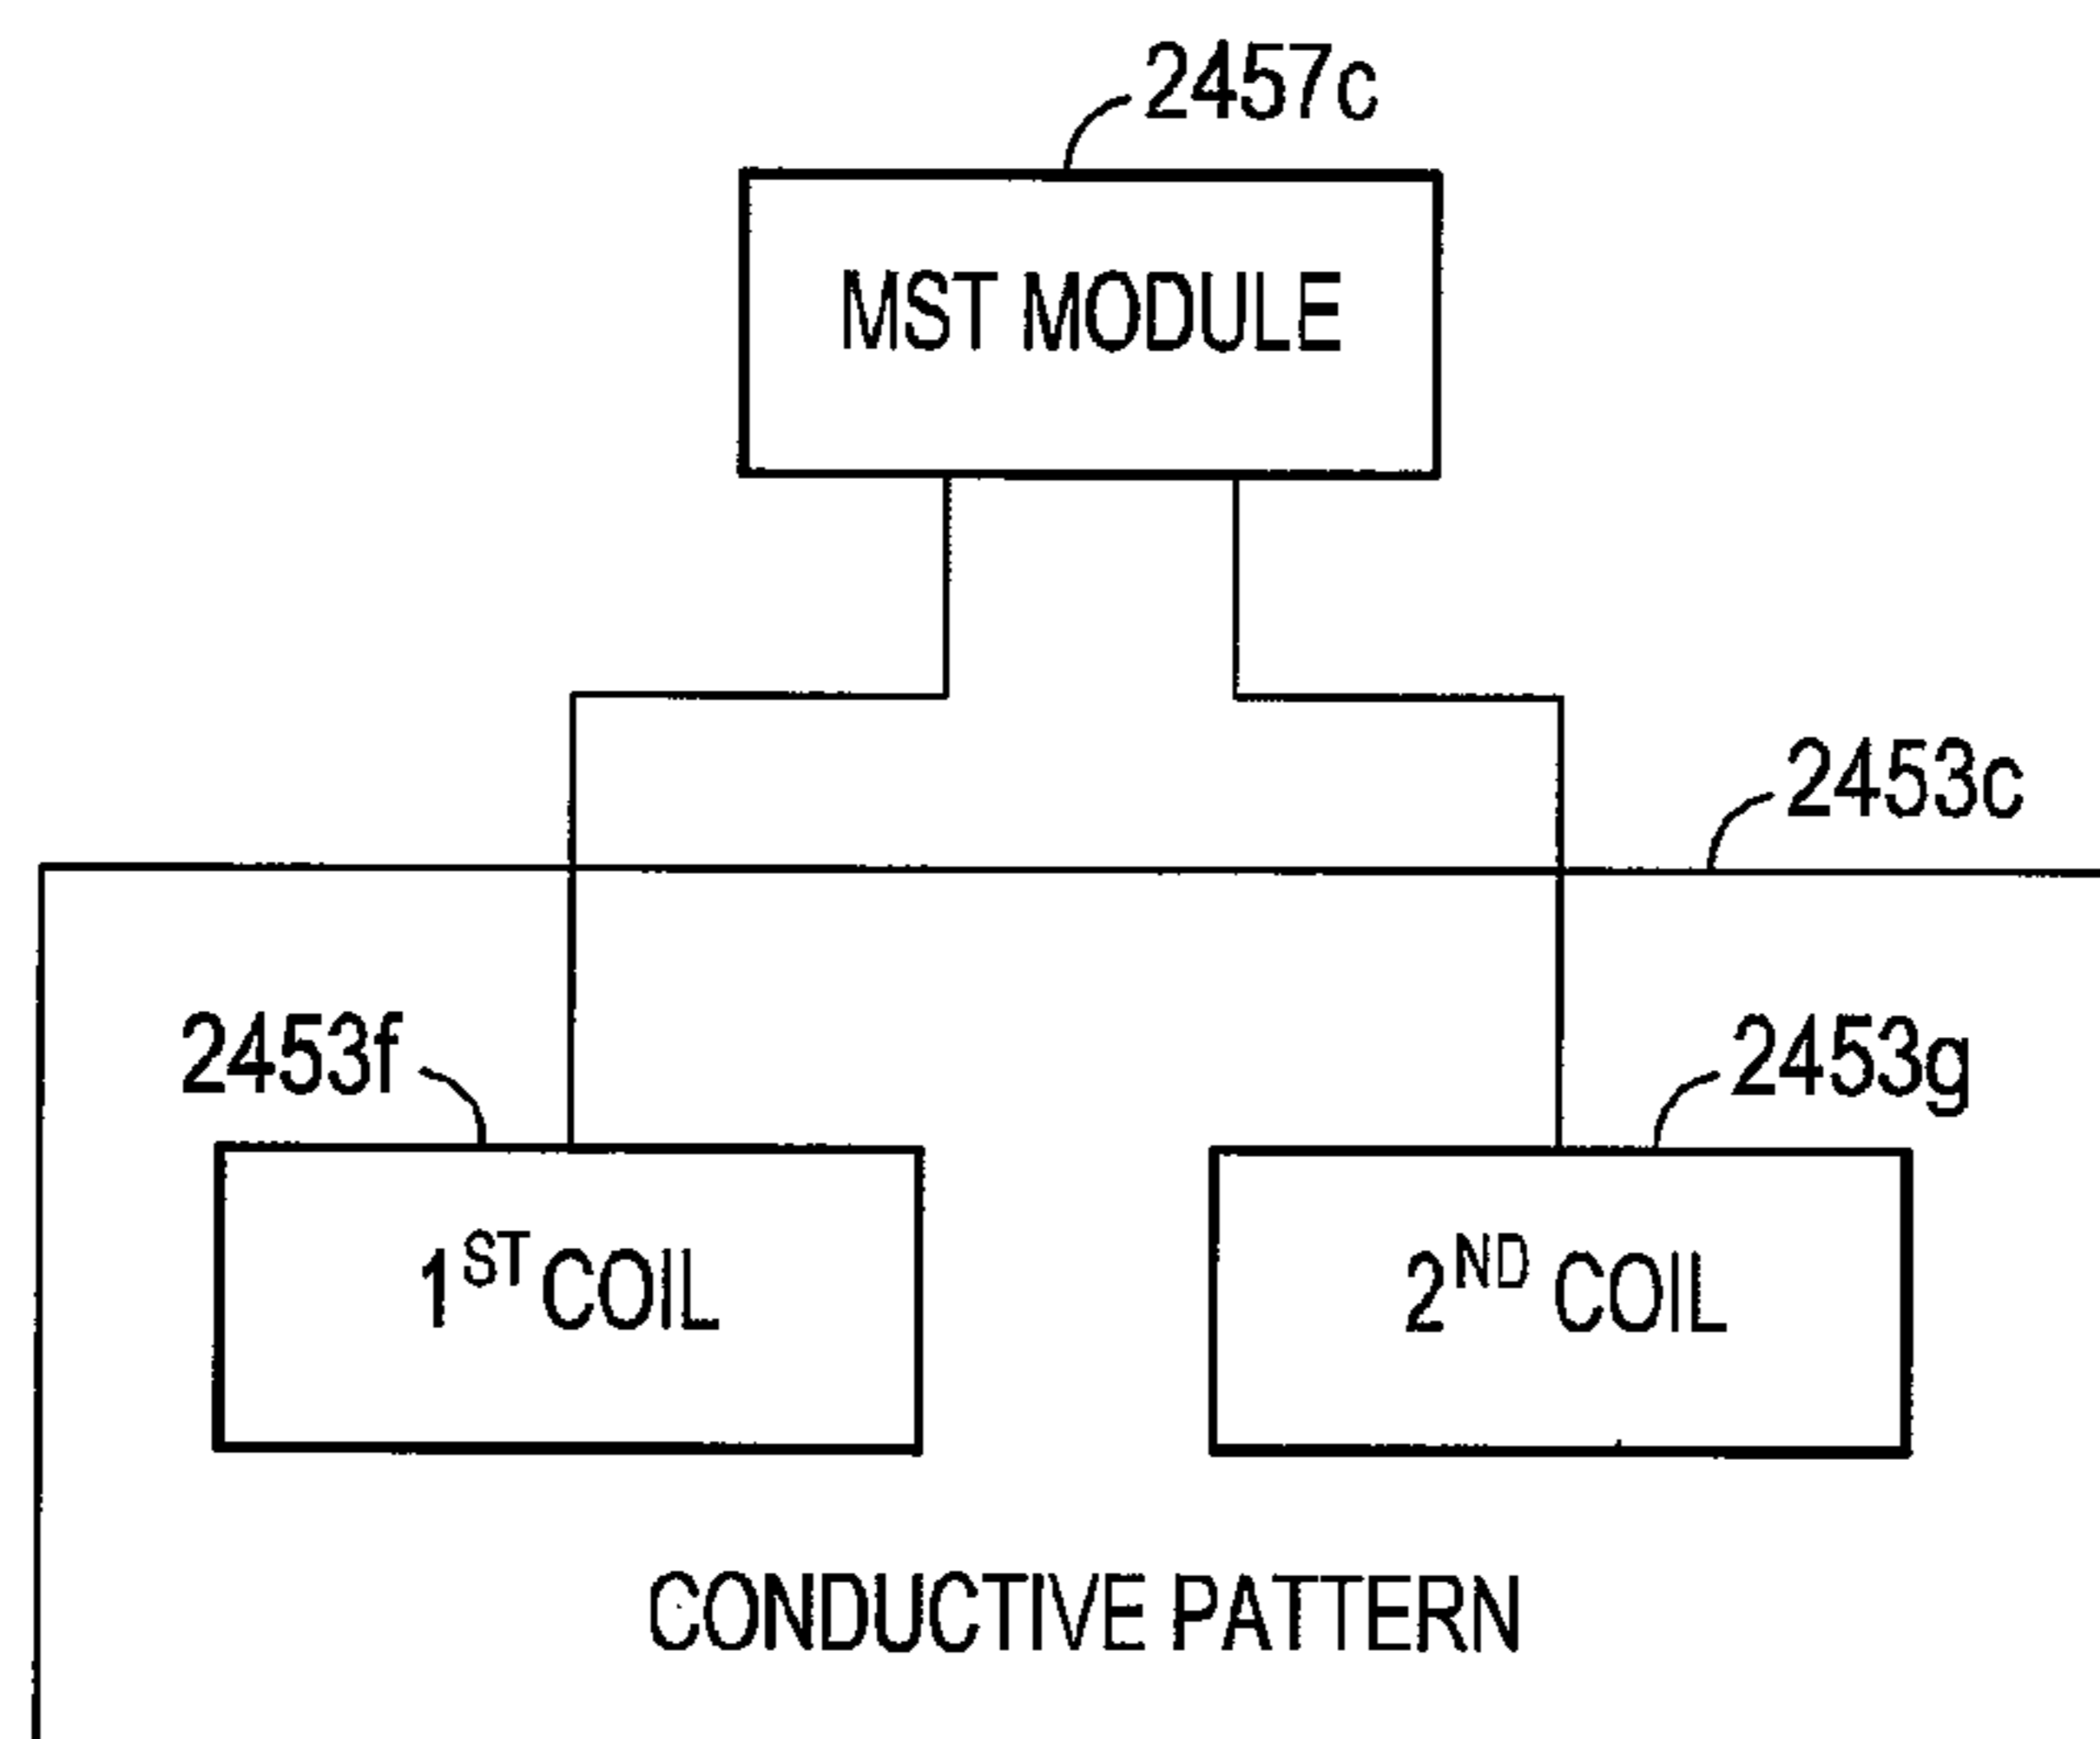 2457c
MST MODULE
2453c
2453f
2453g
1ST COIL
2ND COIL
CONDUCTIVE PATTERN